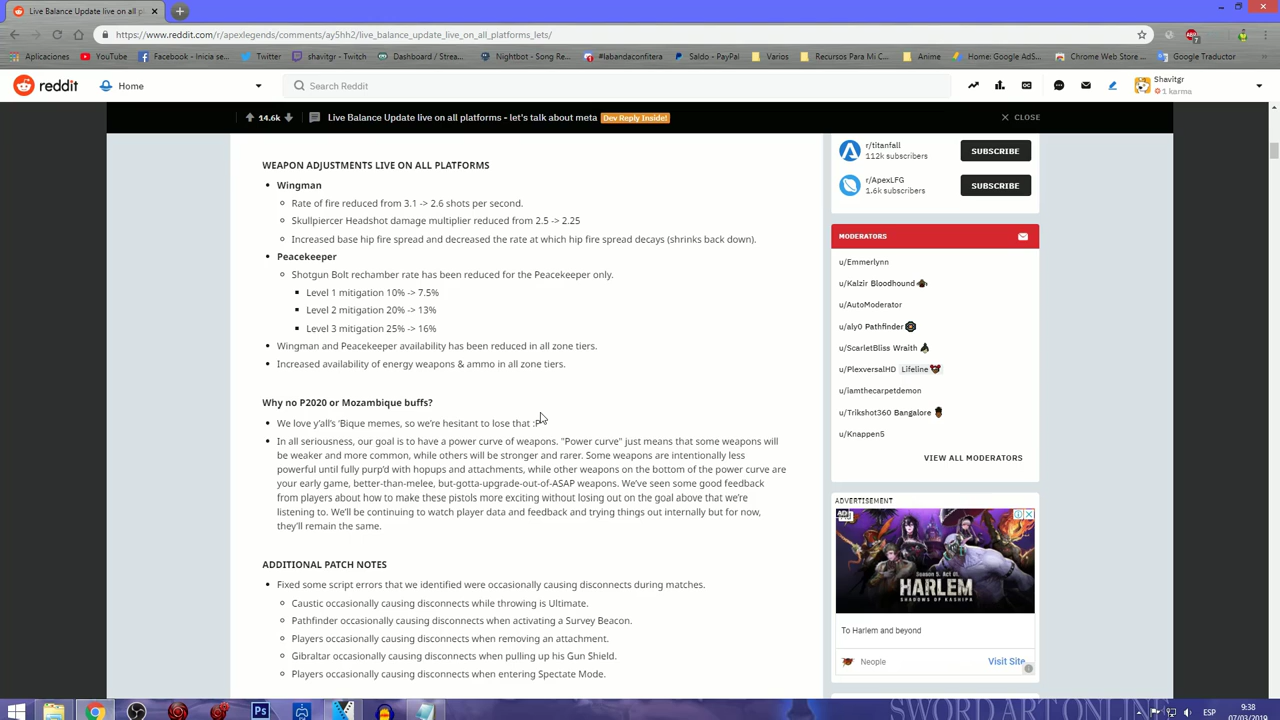 Live Balance Update live on all pl
https://www.reddit.com/r/apexlegends/comments/ay5hh2/live_balance_update_live_on_all_platforms_lets/
Aplicaciones YouTube Facebook - Inicia se Twitter shavitgr - Twitch Dashboard / Strea Nightbot - Song Re #labandaconfitera Saldo - PayPal Varios Recursos Para Mi C Anime Home: Google AdS Chrome Web Store Google Traductor
reddit Home Search Reddit Shavitgr
1 karma
14.6k Live Balance Update live on all platforms - let's talk about meta Dev Reply Inside! CLOSE
WEAPON ADJUSTMENTS LIVE ON ALL PLATFORMS
Wingman
Rate of fire reduced from 3.1 -> 2.6 shots per second.
Skullpiercer Headshot damage multiplier reduced from 2.5 -> 2.25
Increased base hip fire spread and decreased the rate at which hip fire spread decays (shrinks back down).
Peacekeeper
Shotgun Bolt rechamber rate has been reduced for the Peacekeeper only.
Level 1 mitigation 10% -> 7.5%
Level 2 mitigation 20% -> 13%
Level 3 mitigation 25% -> 16%
Wingman and Peacekeeper availability has been reduced in all zone tiers.
Increased availability of energy weapons & ammo in all zone tiers.
Why no P2020 or Mozambique buffs?
We love y'all's 'Bique memes, so we're hesitant to lose that :P
In all seriousness, our goal is to have a power curve of weapons. "Power curve" just means that some weapons will
be weaker and more common, while others will be stronger and rarer. Some weapons are intentionally less
powerful until fully purp'd with hopups and attachments, while other weapons on the bottom of the power curve are
your early game, better-than-melee, but-gotta-upgrade-out-of-ASAP weapons. We've seen some good feedback
from players about how to make these pistols more exciting without losing out on the goal above that we're
listening to. We'll be continuing to watch player data and feedback and trying things out internally but for now,
they'll remain the same.
ADDITIONAL PATCH NOTES
Fixed some script errors that we identified were occasionally causing disconnects during matches.
Caustic occasionally causing disconnects while throwing is Ultimate.
Pathfinder occasionally causing disconnects when activating a Survey Beacon.
Players occasionally causing disconnects when removing an attachment.
Gibraltar occasionally causing disconnects when pulling up his Gun Shield.
Players occasionally causing disconnects when entering Spectate Mode.
r/titanfall
112k subscribers
SUBSCRIBE
r/ApexLFG
1.6k subscribers
SUBSCRIBE
MODERATORS
u/Emmerlynn
u/Kalzir Bloodhound
u/AutoModerator
u/aly0 Pathfinder
u/ScarletBliss Wraith
u/PlexversalHD Lifeline
u/iamthecarpetdemon
u/Trikshot360 Bangalore
u/Knappen5
VIEW ALL MODERATORS
ADVERTISEMENT
AD
Season 5. Act III.
HARLEM
SHADOWS OF KASHIPA
To Harlem and beyond
Neople Visit Site
SWORD ART ONLINE
ESP
9:38
07/03/2019